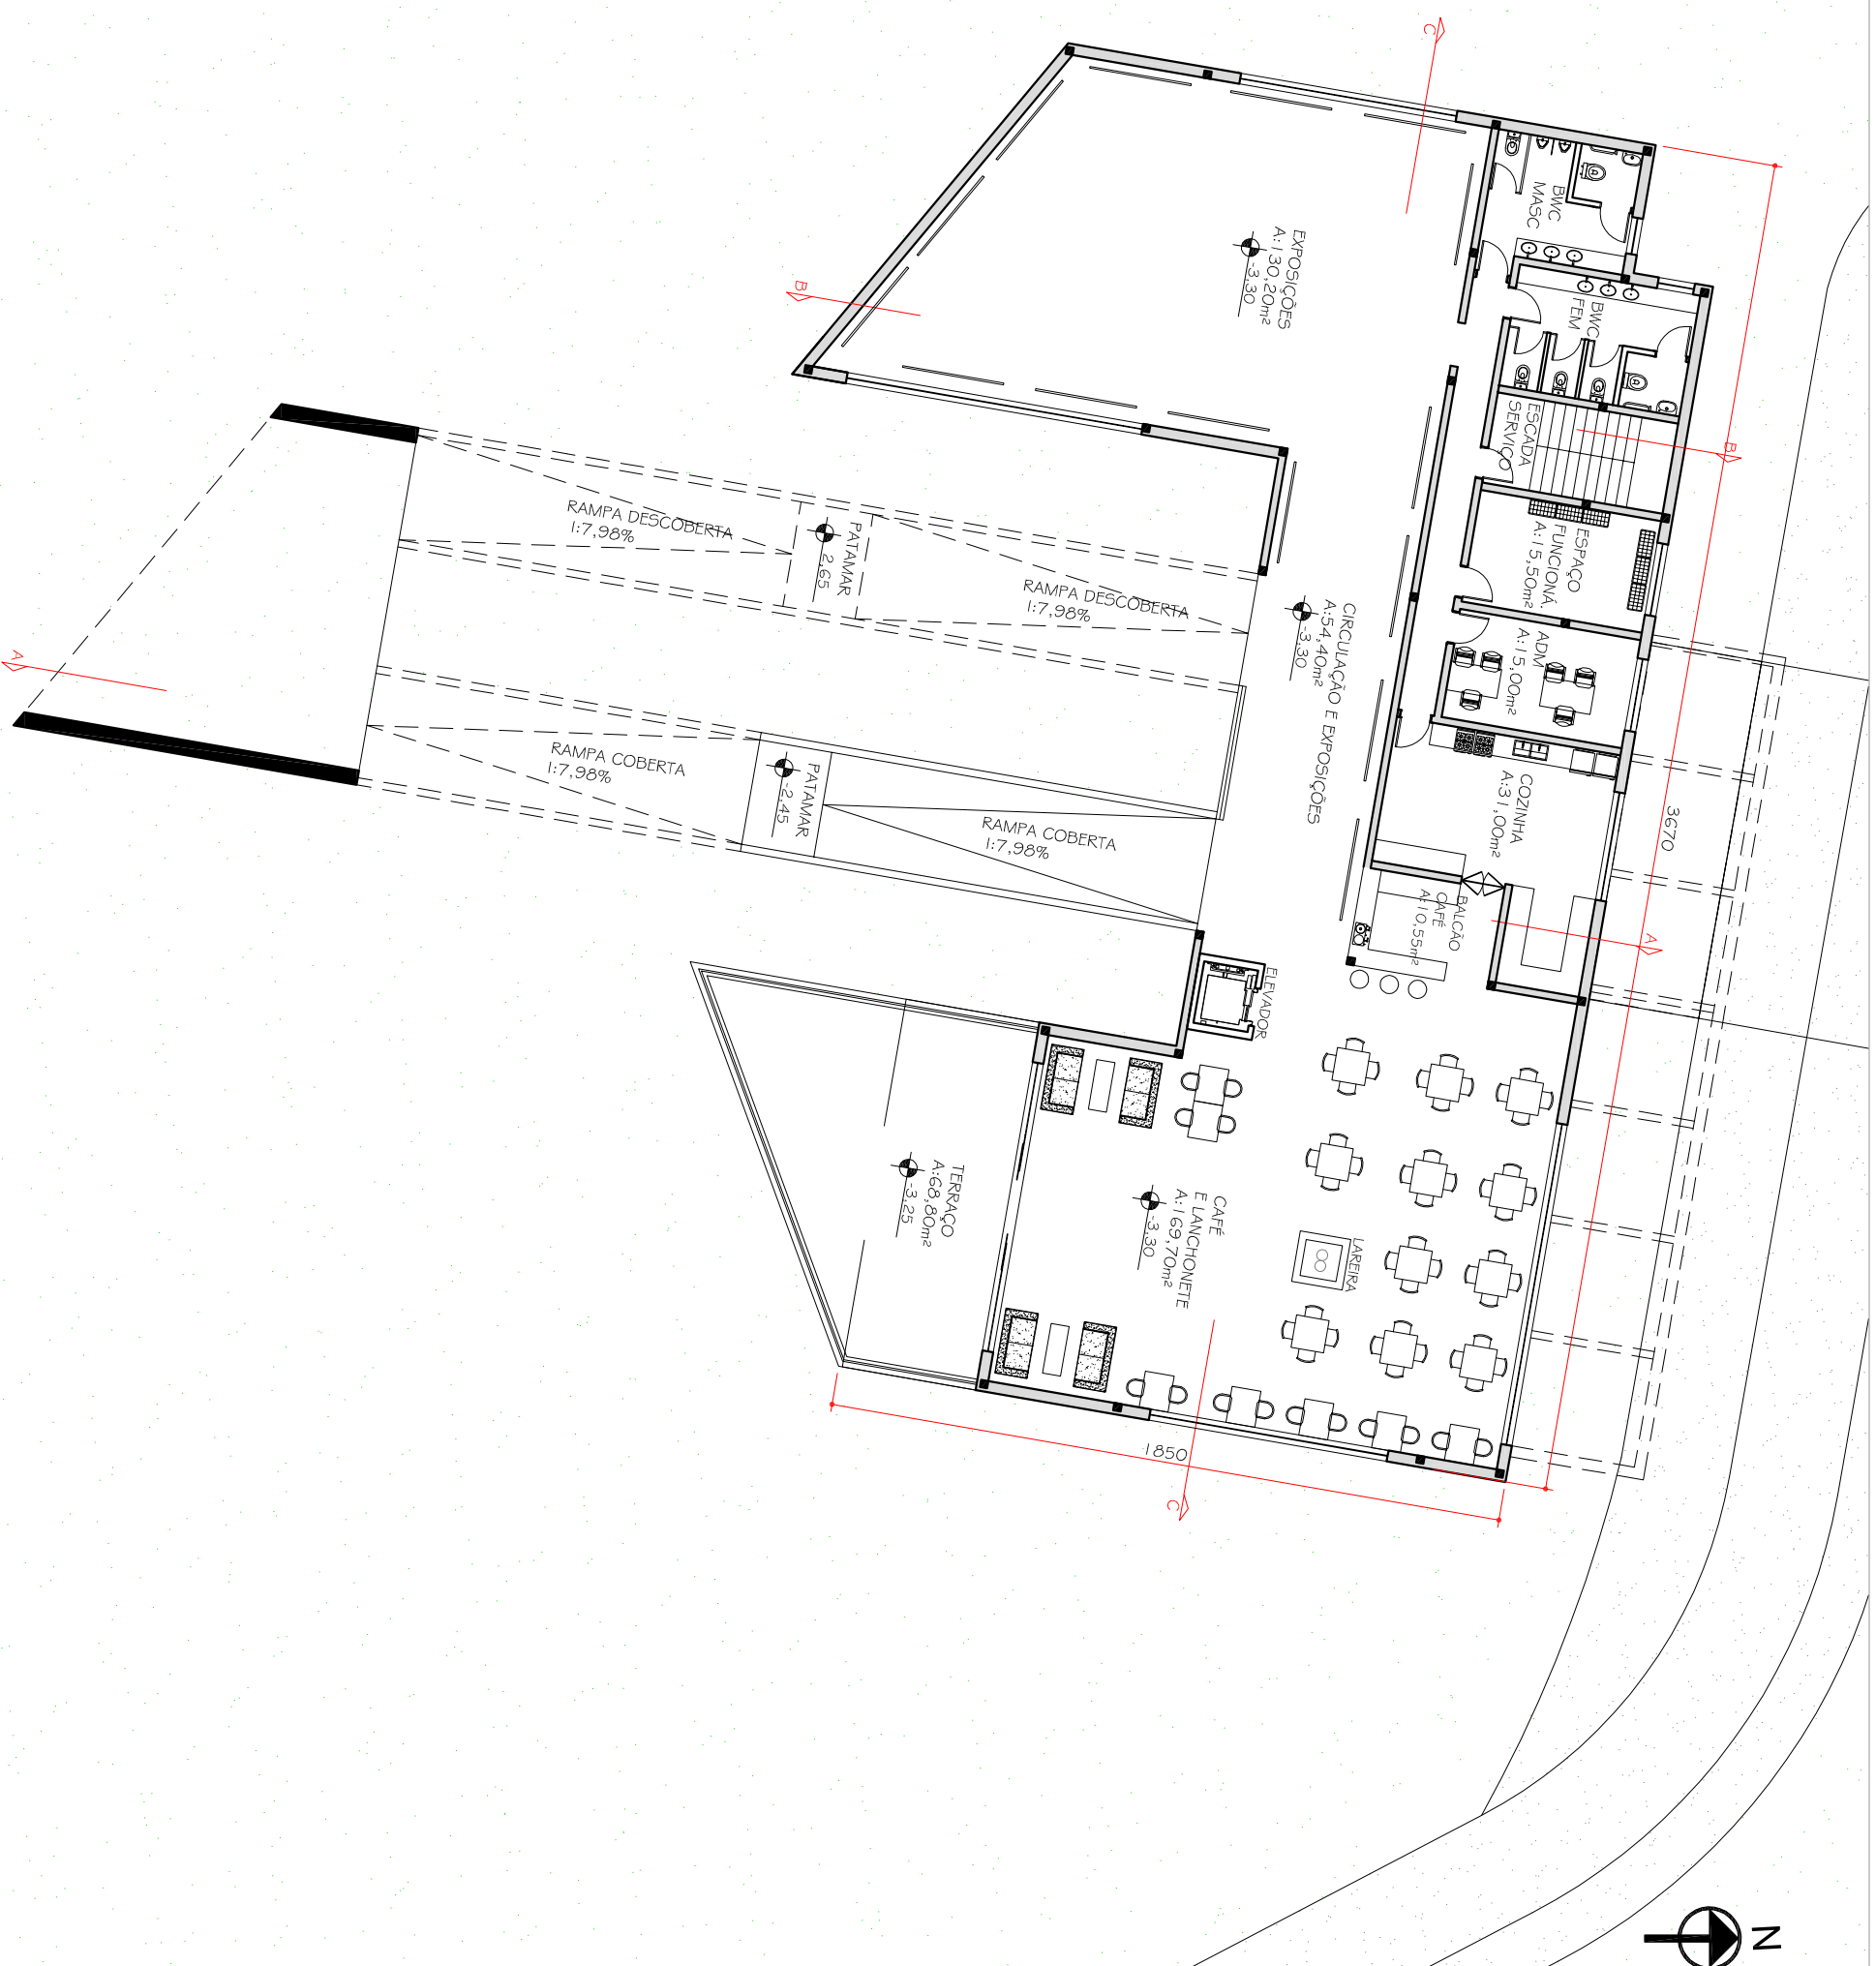 C
BWC
MASC
BWC
FEM
EXPOSIÇÕES
A:130,20m²
-3,30
B
B
ESCADA
SERVIÇO
ESPAÇO
FUNCIONÁ.
A:15,50m²
ADM
A:15,00m²
RAMPA DESCOBERTA
1:7,98%
PATAMAR
2,65
RAMPA DESCOBERTA
1:7,98%
CIRCULAÇÃO E EXPOSIÇÕES
A:54,40m²
-3,30
A
RAMPA COBERTA
1:7,98%
PATAMAR
-2,45
RAMPA COBERTA
1:7,98%
COZINHA
A:31,00m²
3670
BALCÃO
CAFÉ
A:10,55m²
A
ELEVADOR
TERRAÇO
A:68,80m²
-3,25
CAFÉ
E LANCHONETE
A:169,70m²
-3,30
LAREIRA
1850
C
N